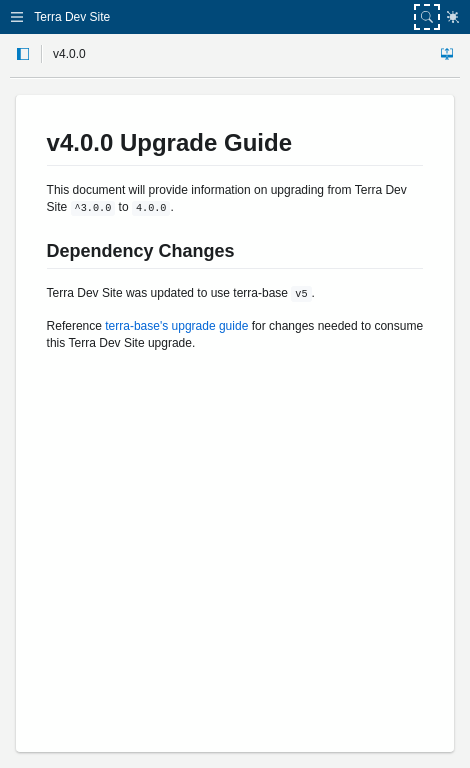 Terra Dev Site
v4.0.0
v4.0.0 Upgrade Guide
This document will provide information on upgrading from Terra Dev
Site ^3.0.0 to 4.0.0.
Dependency Changes
Terra Dev Site was updated to use terra-base v5.
Reference terra-base's upgrade guide for changes needed to consume
this Terra Dev Site upgrade.